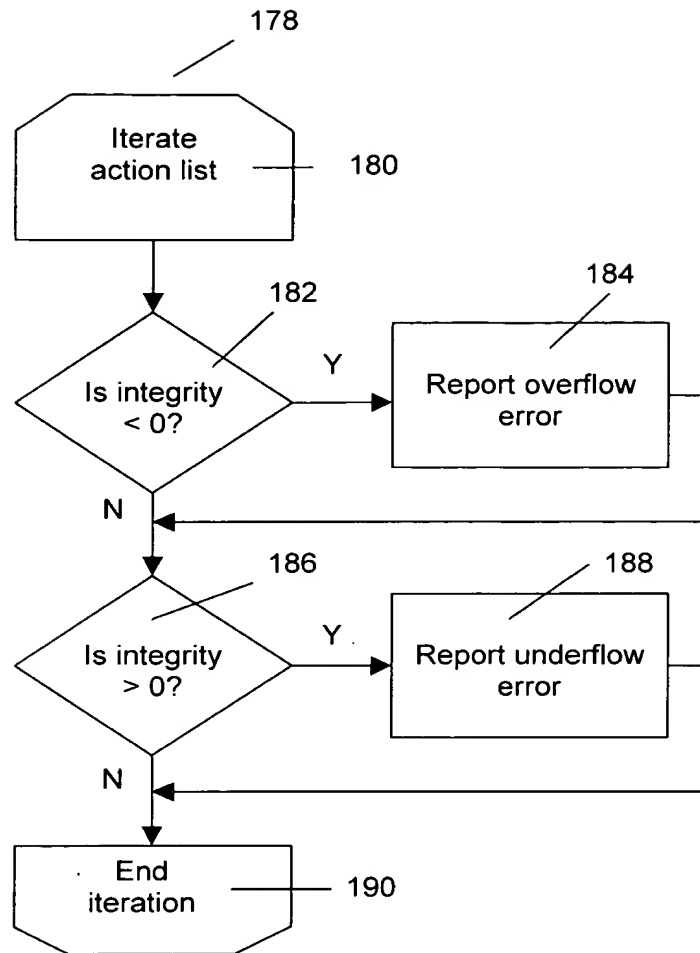 178
Iterate
action list
180
182
184
Is integrity
< 0?
Y
Report overflow
error
N
186
188
Is integrity
> 0?
Y
Report underflow
error
N
End
iteration
190